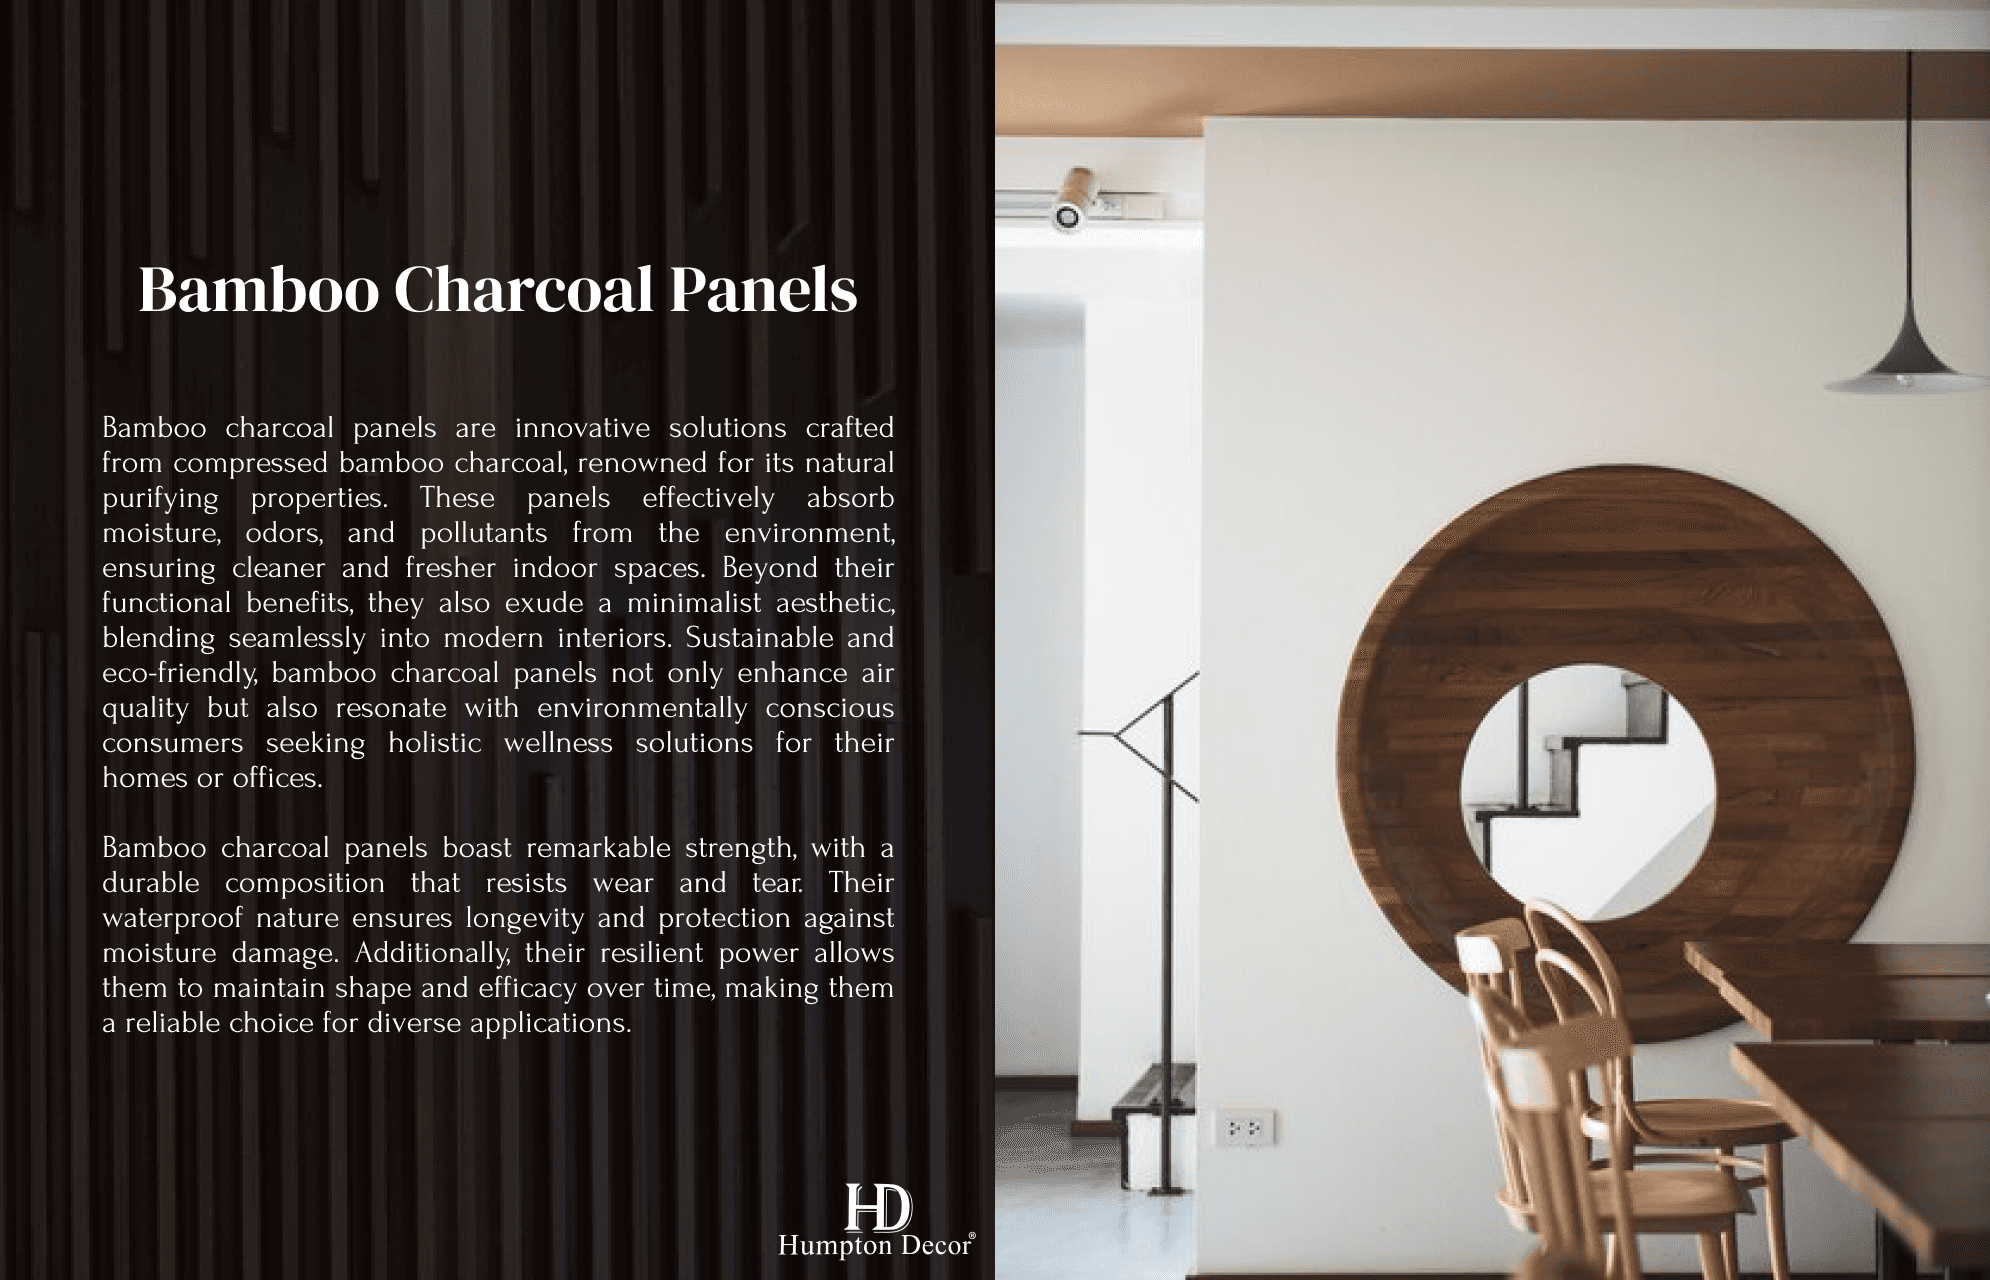 Bamboo Charcoal Panels
Bamboo charcoal panels are innovative solutions crafted
from compressed bamboo charcoal, renowned for its natural
purifying properties. These panels effectively absorb
moisture, odors, and pollutants from the environment,
ensuring cleaner and fresher indoor spaces. Beyond their
functional benefits, they also exude a minimalist aesthetic,
blending seamlessly into modern interiors. Sustainable and
eco-friendly, bamboo charcoal panels not only enhance air
quality but also resonate with environmentally conscious
consumers seeking holistic wellness solutions for their
homes or offices.
Bamboo charcoal panels boast remarkable strength, with a
durable composition that resists wear and tear. Their
waterproof nature ensures longevity and protection against
moisture damage. Additionally, their resilient power allows
them to maintain shape and efficacy over time, making them
a reliable choice for diverse applications.
HD
Humpton Decor®